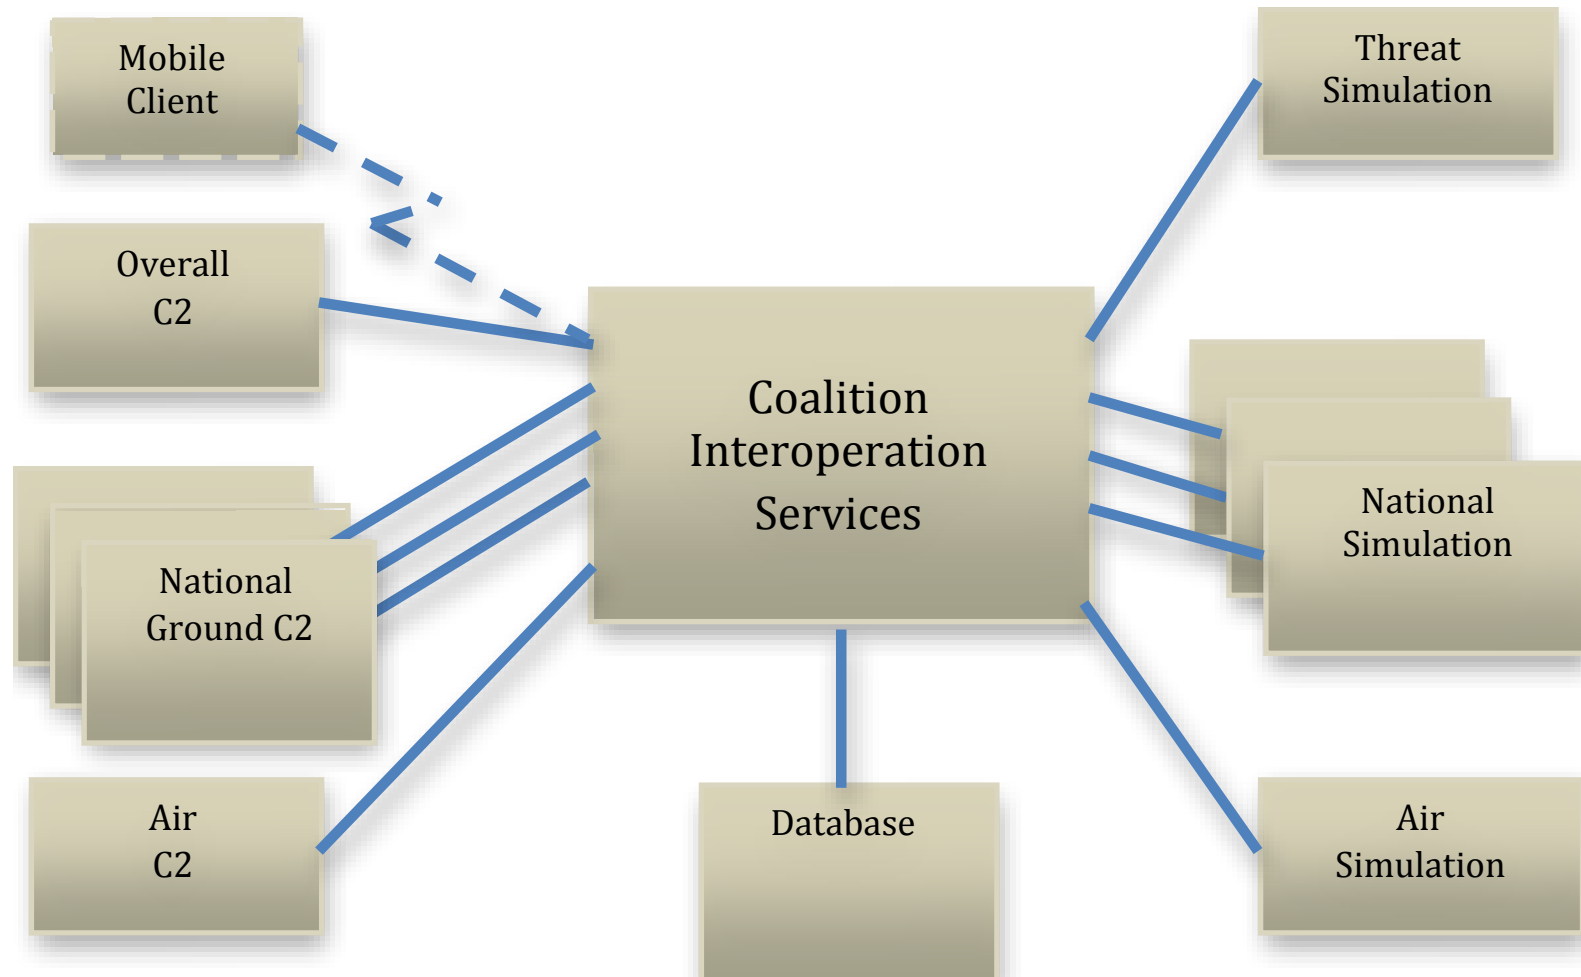 Mobile
Client
Threat
Simulation
Overall
C2
Coalition
Interoperation
Services
National
Simulation
National
Ground C2
Air
C2
Database
Air
Simulation